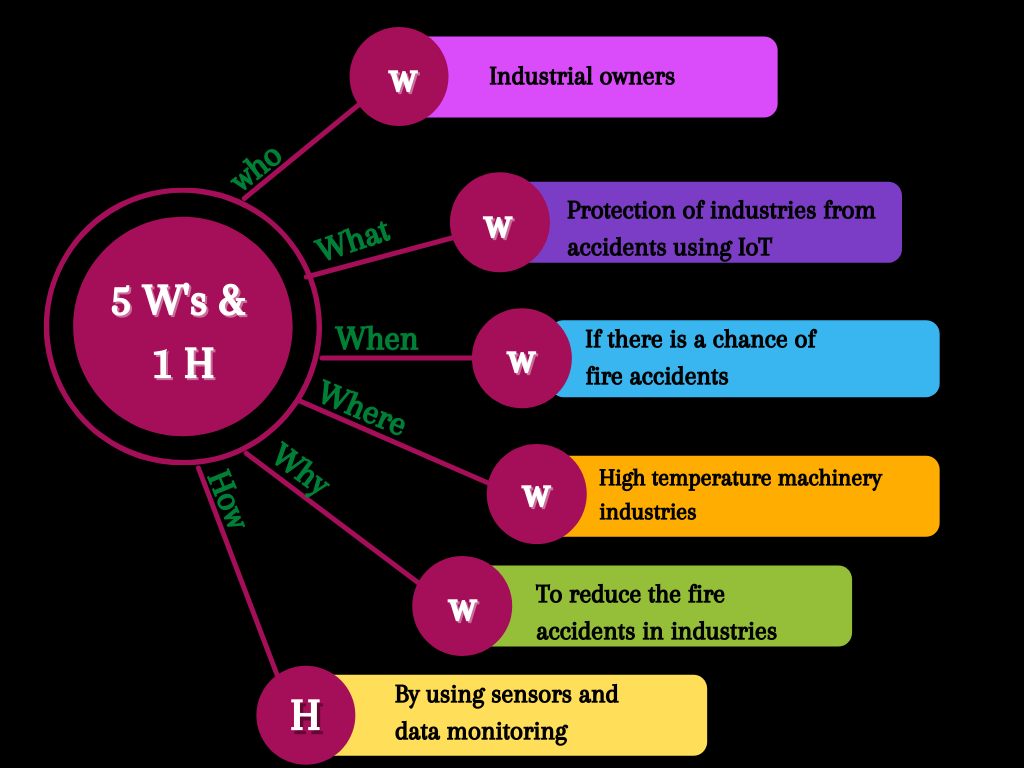 who
w
Industrial owners
What
w
Protection of industries from
accidents using IoT
5 W's &
1 H
When
w
If there is a chance of
fire accidents
Where
w
High temperature machinery
industries
Why
w
To reduce the fire
accidents in industries
How
H
By using sensors and
data monitoring